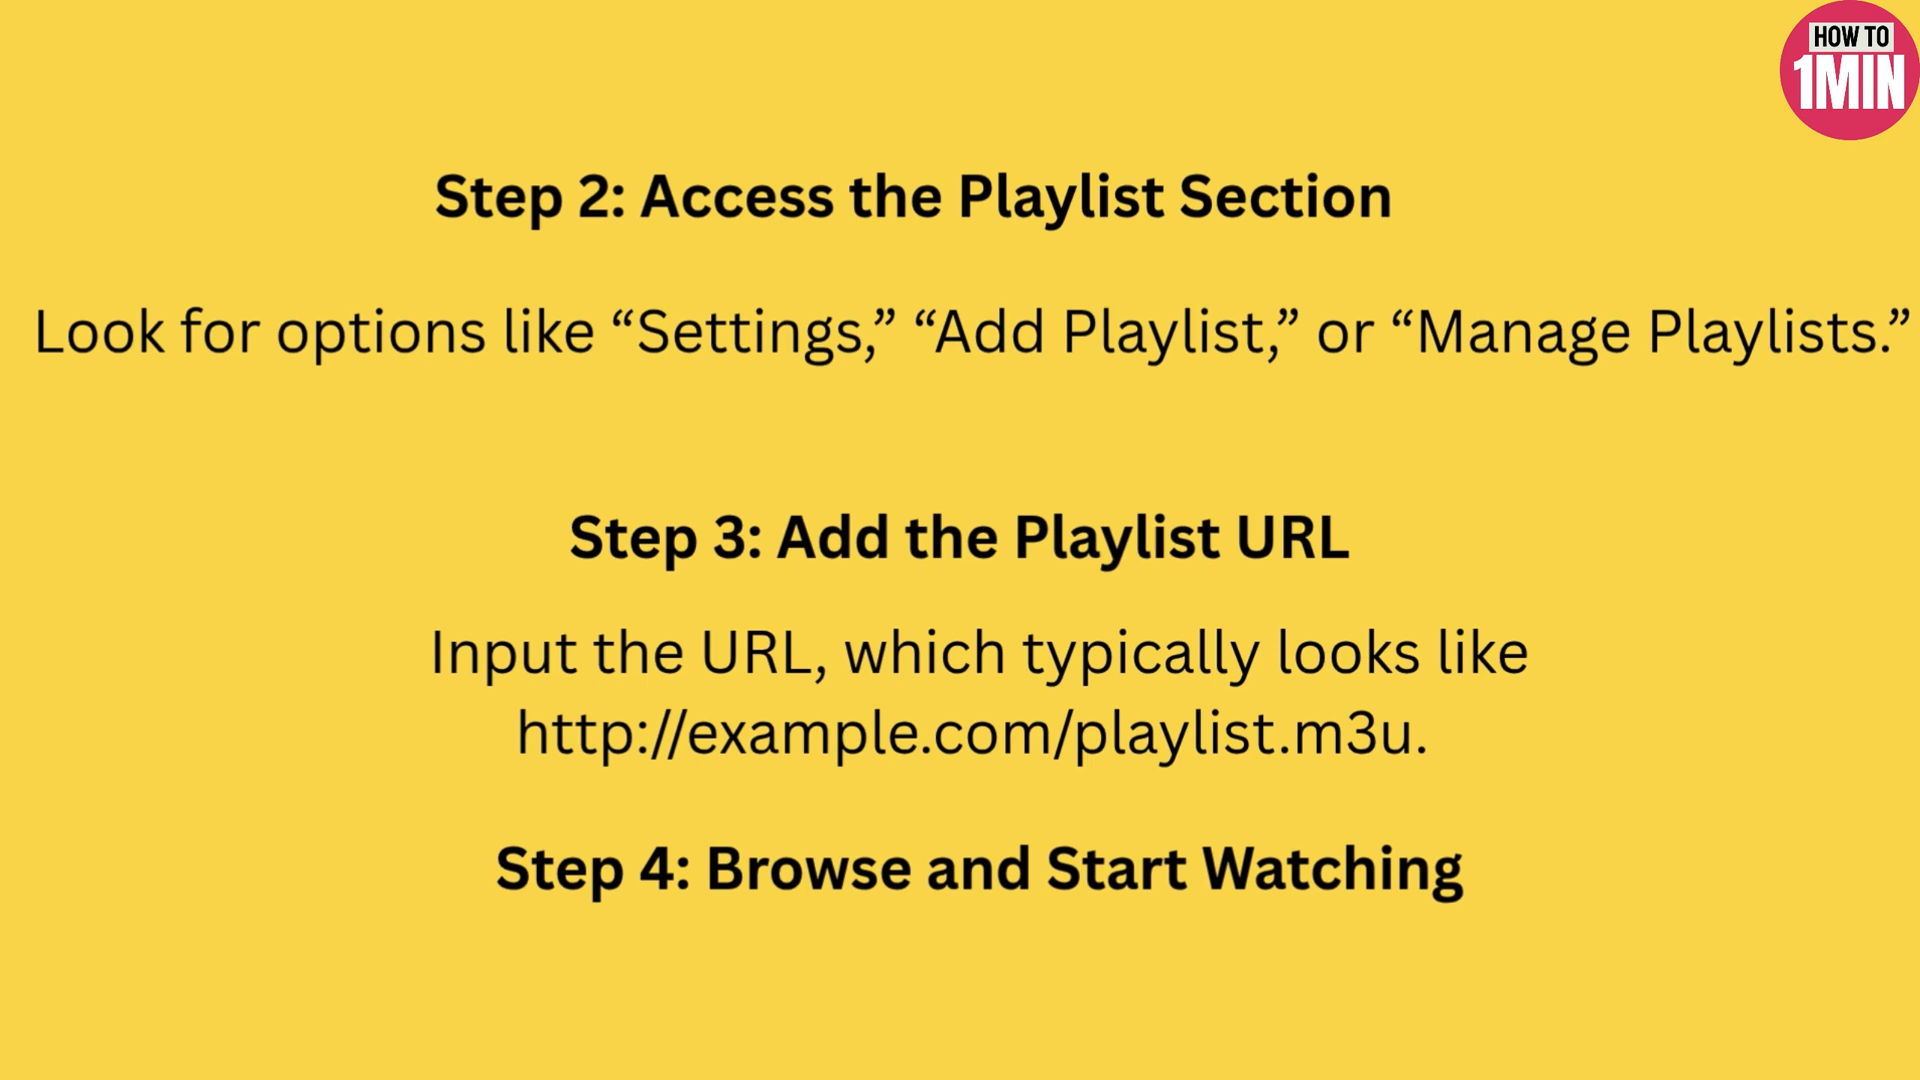 HOW TO
1MIN
Step 2: Access the Playlist Section
Look for options like “Settings,” “Add Playlist,” or “Manage Playlists.”
Step 3: Add the Playlist URL
Input the URL, which typically looks like
http://example.com/playlist.m3u.
Step 4: Browse and Start Watching